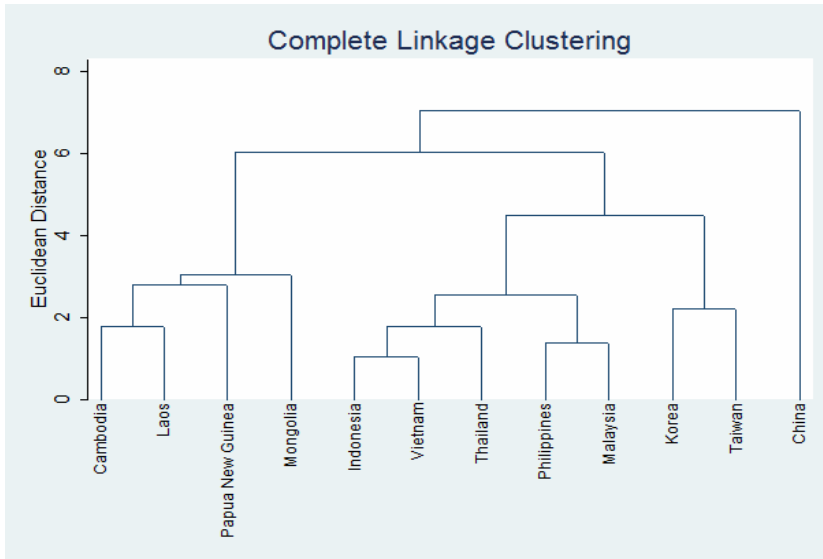 Complete Linkage Clustering
Euclidean Distance
8
6
4
2
0
Cambodia
Laos
Papua New Guinea
Mongolia
Indonesia
Vietnam
Thailand
Philippines
Malaysia
Korea
Taiwan
China